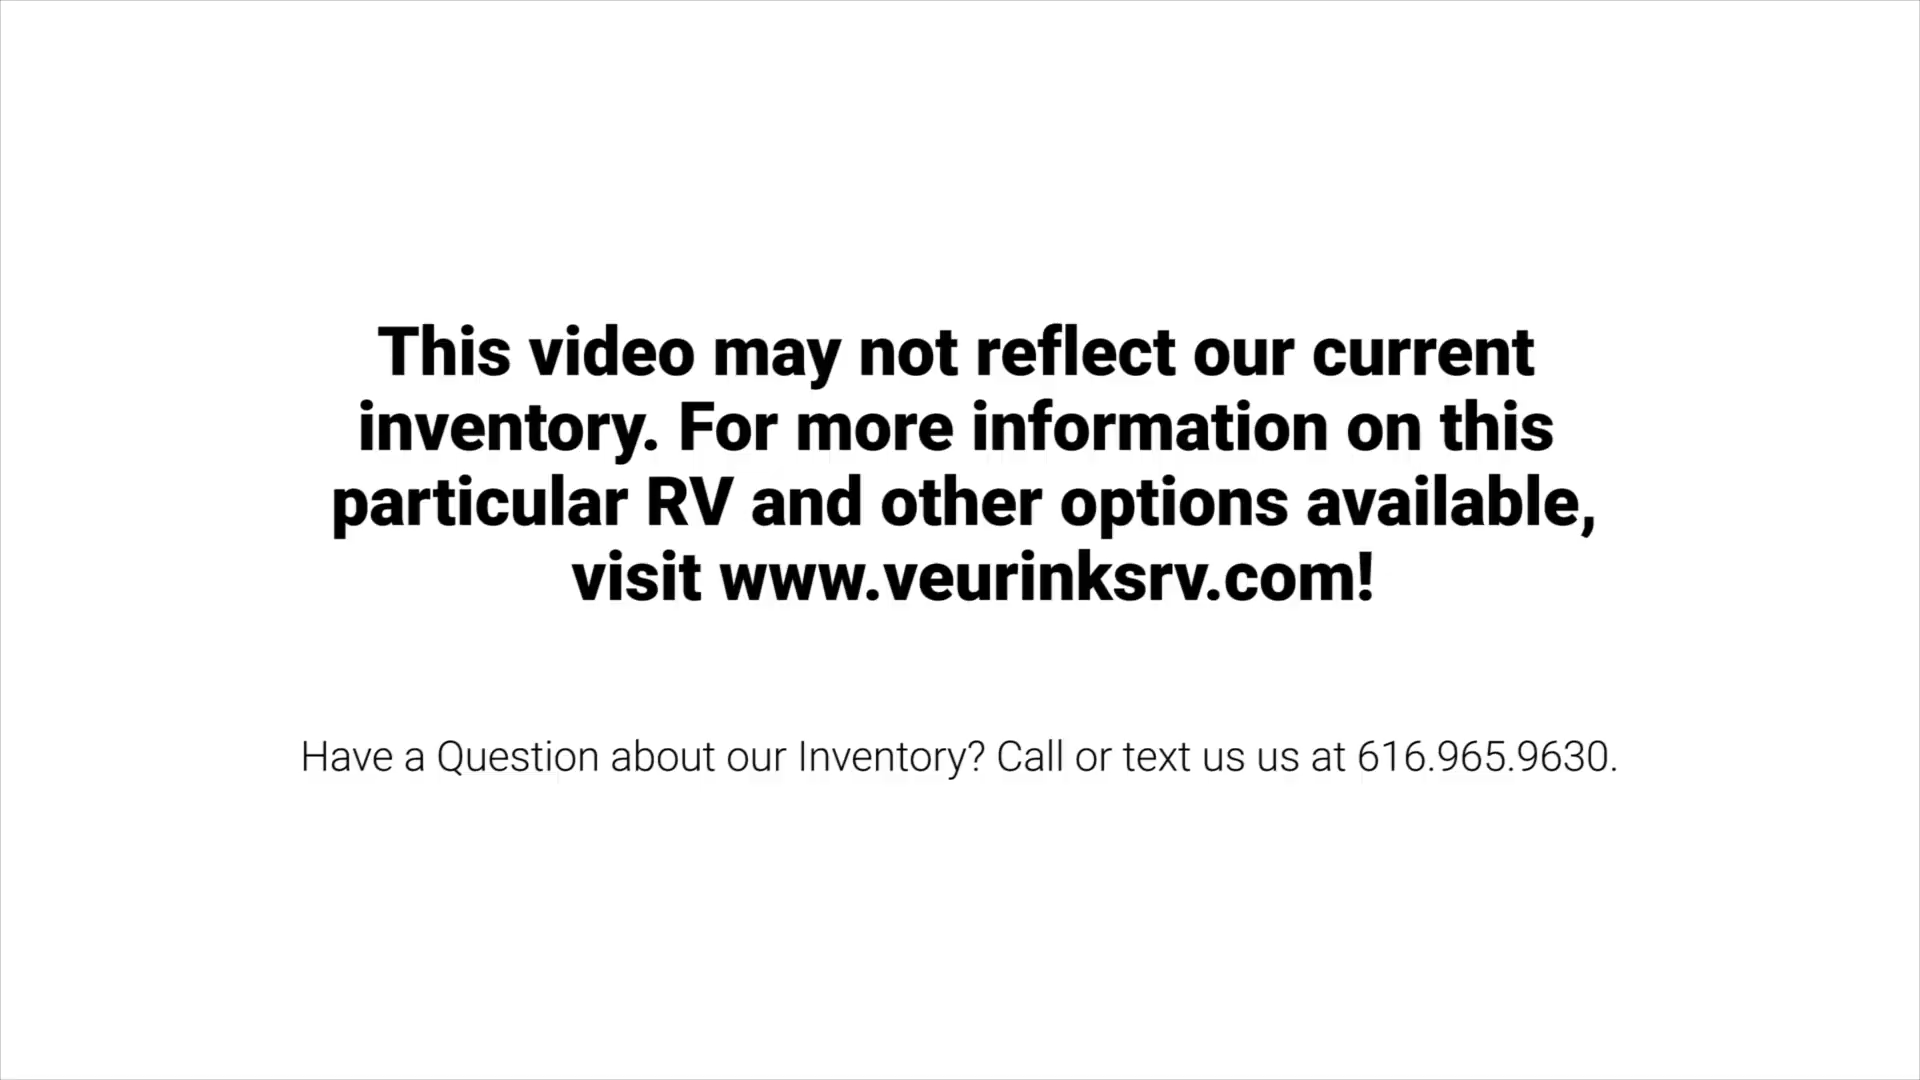 This video may not reflect our current
inventory. For more information on this
particular RV and other options available,
visit www.veurinksrv.com!
Have a Question about our Inventory? Call or text us us at 616.965.9630.